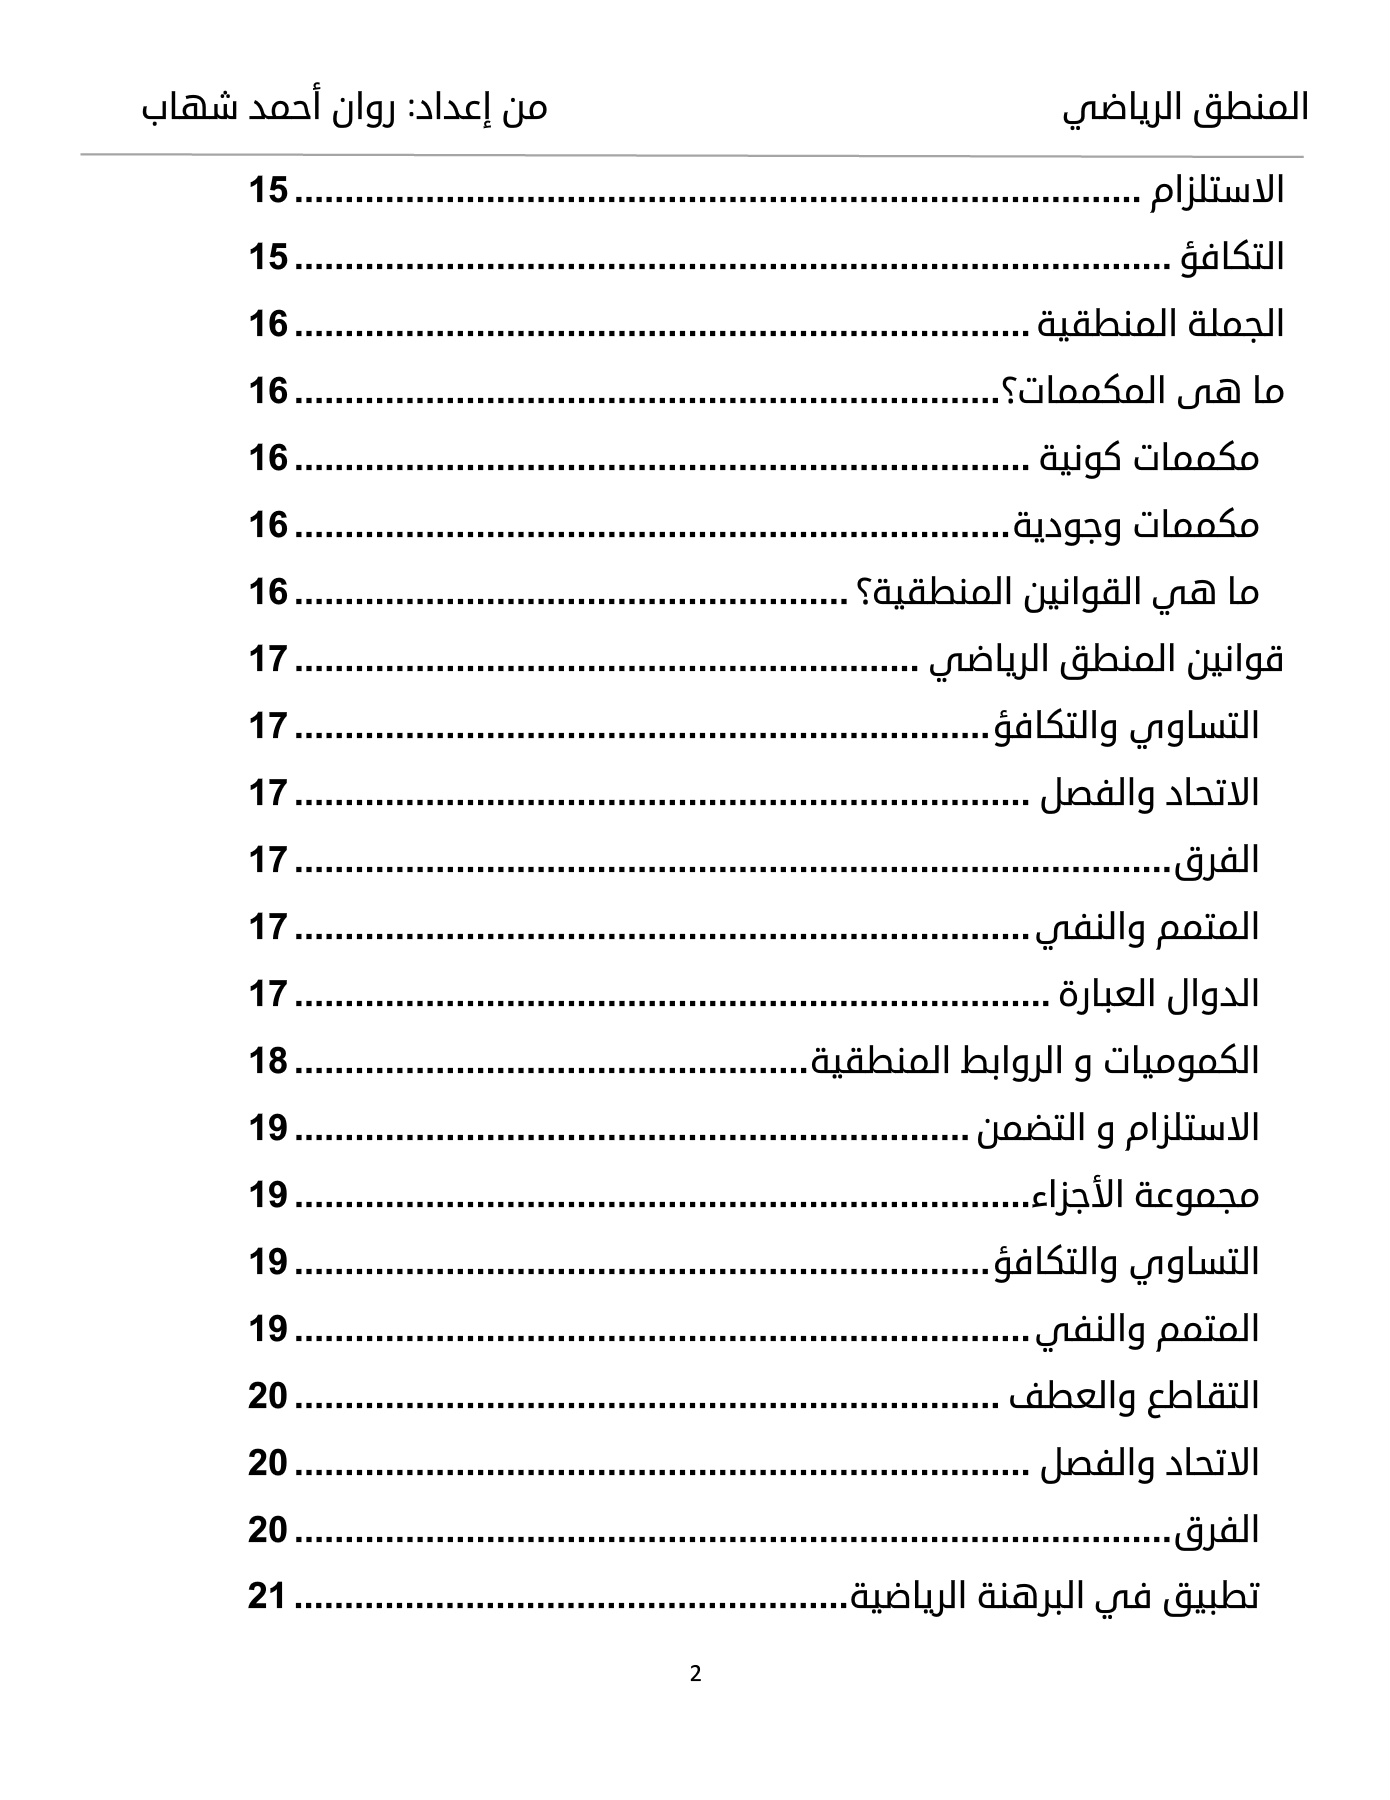 المنطق الرياضي من إعداد: روان أحمد شهاب
الاستلزام ........................................................................................ 15
التكافؤ ........................................................................................... 15
الجملة المنطقية ............................................................................. 16
ما هى المكممات؟.......................................................................... 16
مكممات كونية ............................................................................. 16
مكممات وجودية........................................................................... 16
ما هي القوانين المنطقية؟ .......................................................... 16
قوانين المنطق الرياضي ................................................................. 17
التساوي والتكافؤ......................................................................... 17
الاتحاد والفصل ............................................................................. 17
الفرق........................................................................................... 17
المتمم والنفي............................................................................. 17
الدوال العبارة ............................................................................... 17
الكموميات و الروابط المنطقية...................................................... 18
الاستلزام و التضمن ....................................................................... 19
مجموعة الأجزاء............................................................................. 19
التساوي والتكافؤ......................................................................... 19
المتمم والنفي............................................................................. 19
التقاطع والعطف .......................................................................... 20
الاتحاد والفصل ............................................................................. 20
الفرق........................................................................................... 20
تطبيق في البرهنة الرياضية.......................................................... 21
2